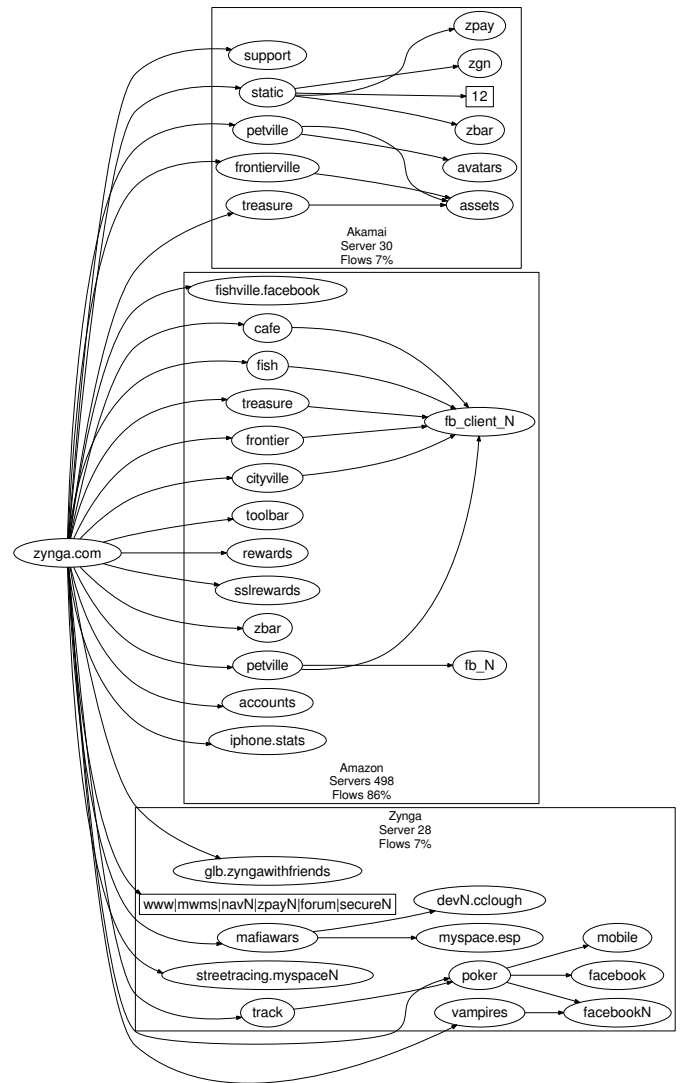 zynga.com
support
static
petville
frontierville
treasure
zpay
zgn
12
zbar
avatars
assets
Akamai
Server 30
Flows 7%
fishville.facebook
cafe
fish
treasure
frontier
cityville
toolbar
rewards
sslrewards
zbar
petville
accounts
iphone.stats
fb_client_N
fb_N
Amazon
Servers 498
Flows 86%
Zynga
Server 28
Flows 7%
glb.zyngawithfriends
www|mwms|navN|zpayN|forum|secureN
mafiawars
streetracing.myspaceN
track
devN.cclough
myspace.esp
poker
vampires
mobile
facebook
facebookN